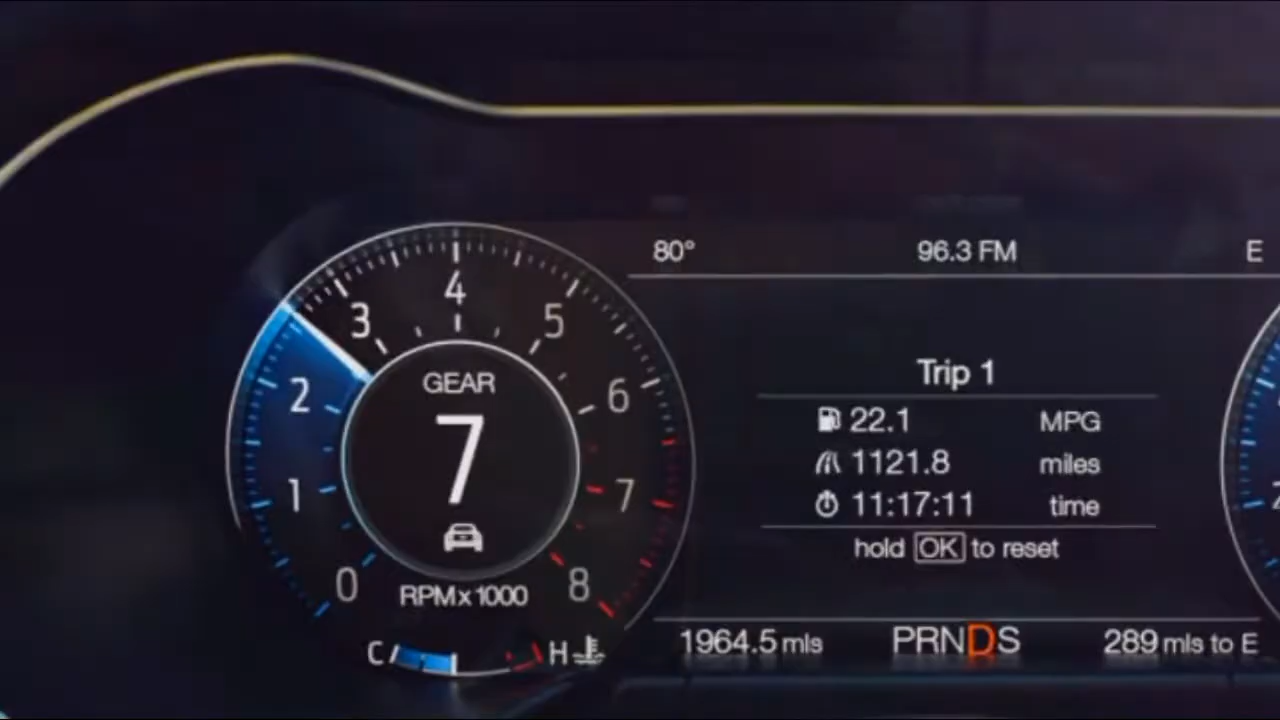 80° 96.3 FM E
4
3 5
2 6
1 7
0 8
GEAR
7
RPMx1000
C H
Trip 1
22.1 MPG
1121.8 miles
11:17:11 time
hold OK to reset
1964.5 mls PRNDS 289 mls to E